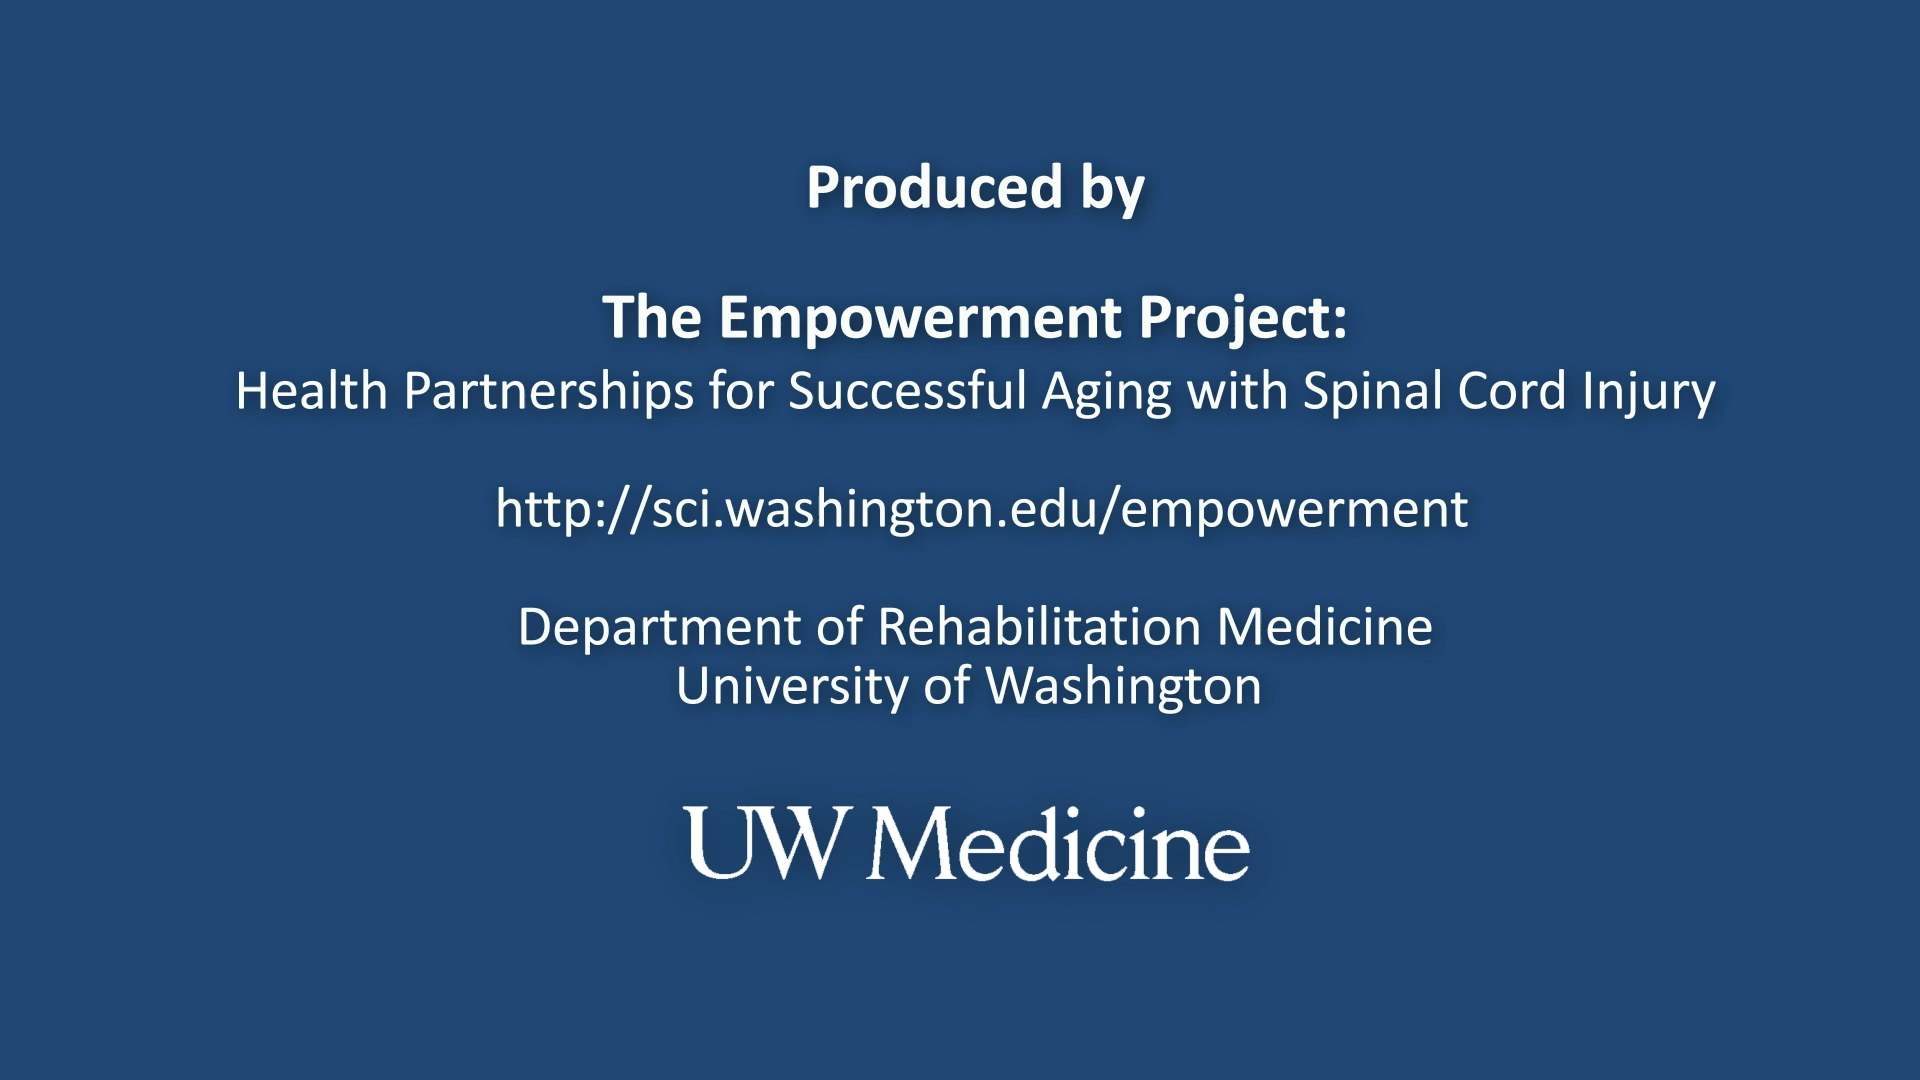 Produced by
The Empowerment Project:
Health Partnerships for Successful Aging with Spinal Cord Injury
http://sci.washington.edu/empowerment
Department of Rehabilitation Medicine
University of Washington
UW Medicine